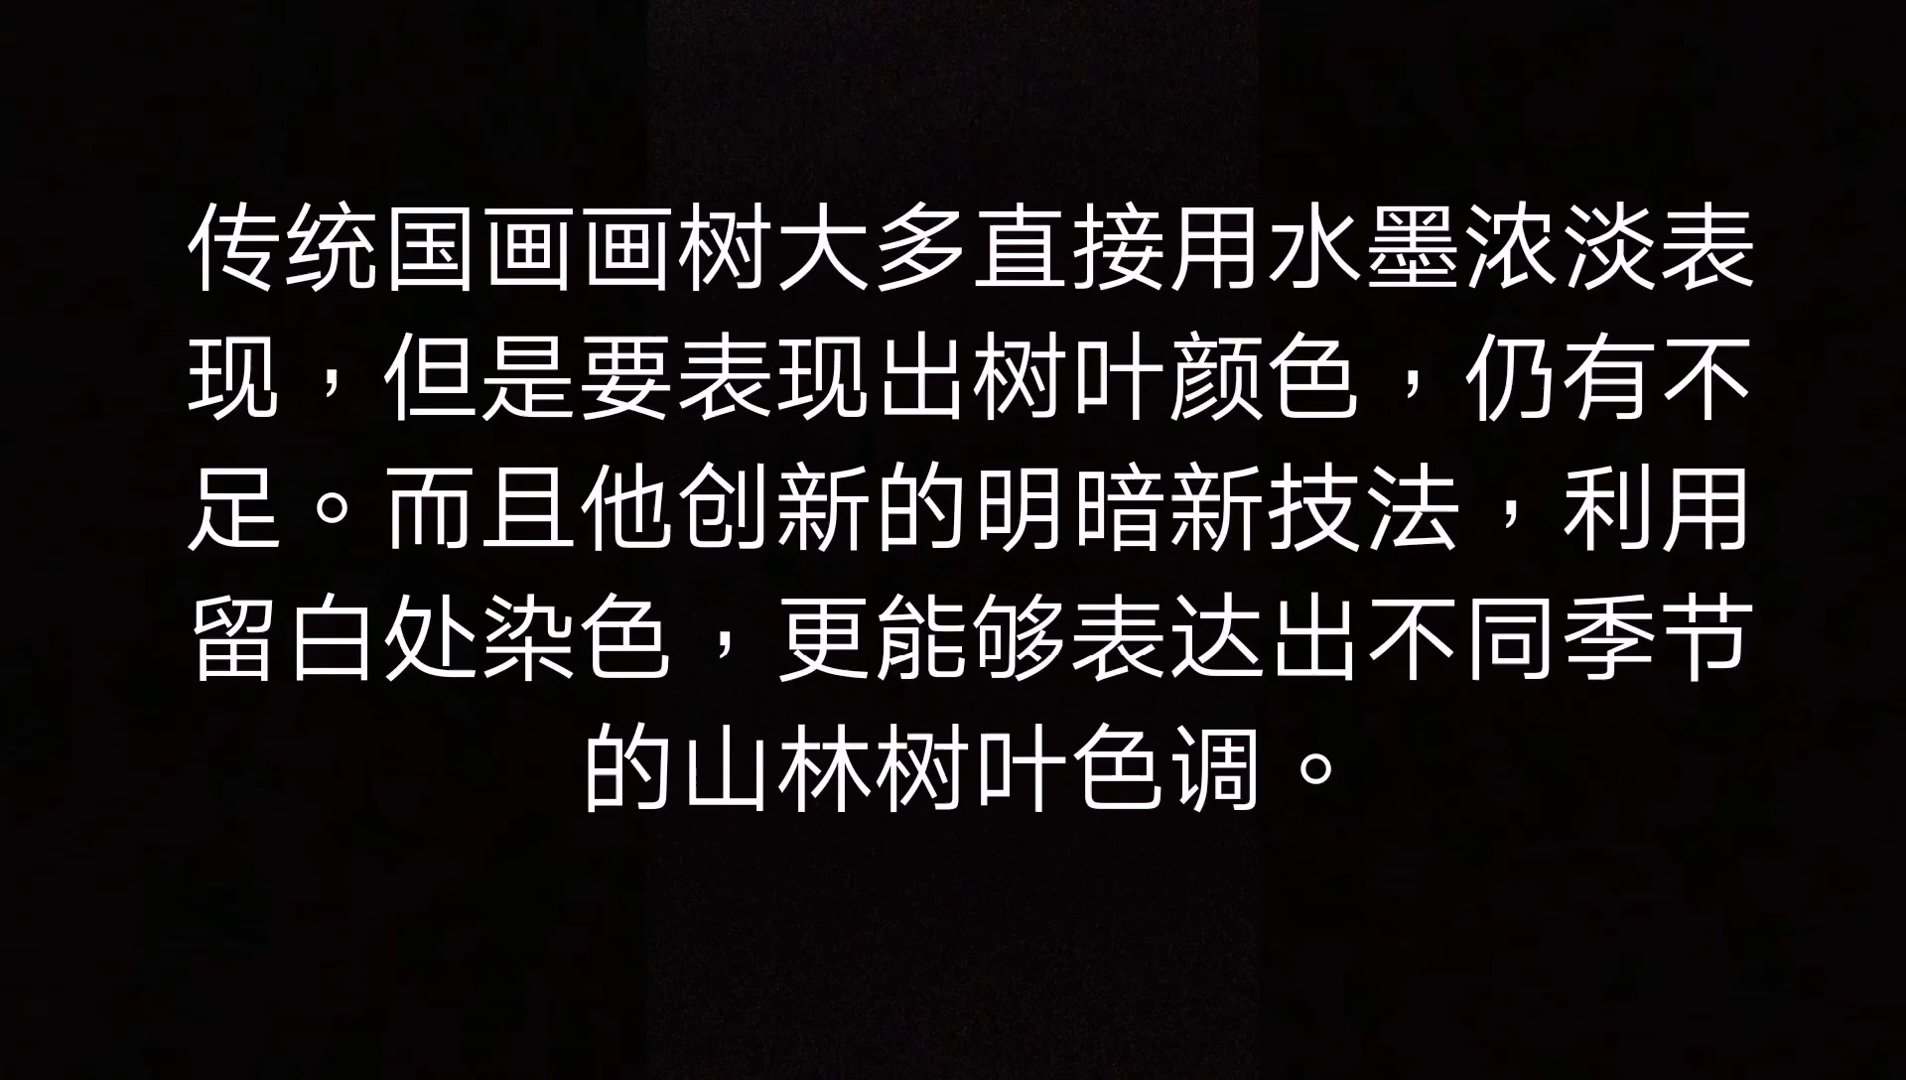 传统国画画树大多直接用水墨浓淡表
现，但是要表现出树叶颜色，仍有不
足。而且他创新的明暗新技法，利用
留白处染色，更能够表达出不同季节
的山林树叶色调。